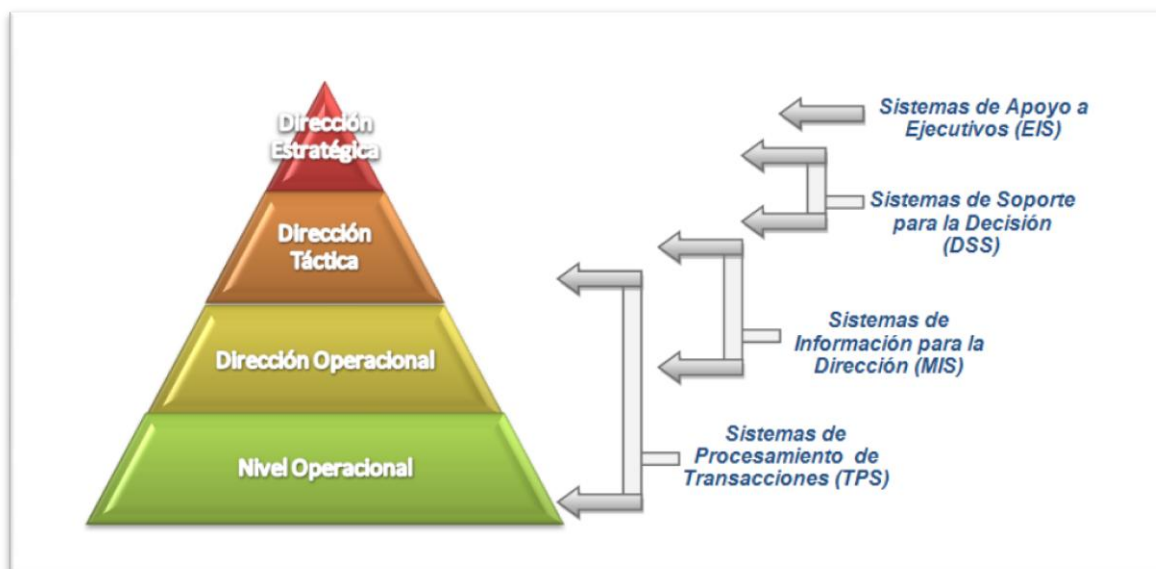 Dirección
Estratégica
Dirección
Táctica
Dirección Operacional
Nivel Operacional
Sistemas de Apoyo a
Ejecutivos (EIS)
Sistemas de Soporte
para la Decisión
(DSS)
Sistemas de
Información para la
Dirección (MIS)
Sistemas de
Procesamiento de
Transacciones (TPS)